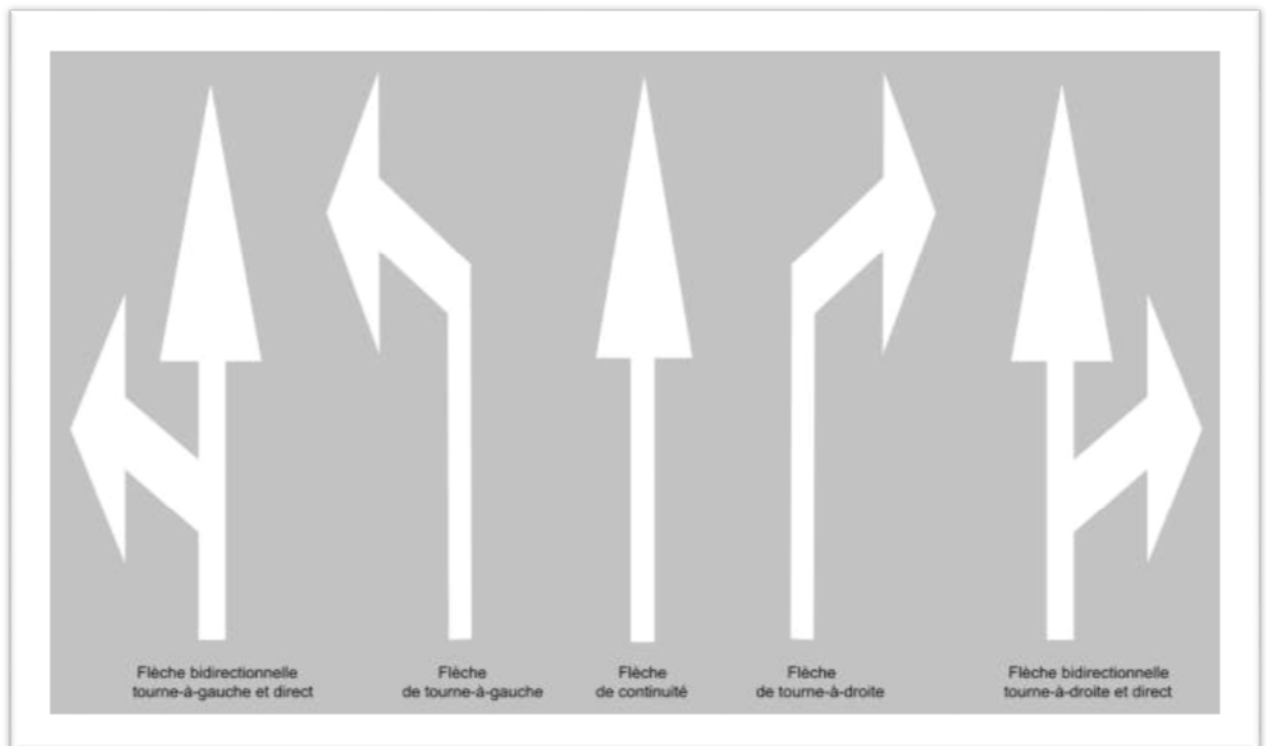 Flèche bidirectionnelle
tourne-à-gauche et direct
Flèche
de tourne-à-gauche
Flèche
de continuité
Flèche
de tourne-à-droite
Flèche bidirectionnelle
tourne-à-droite et direct